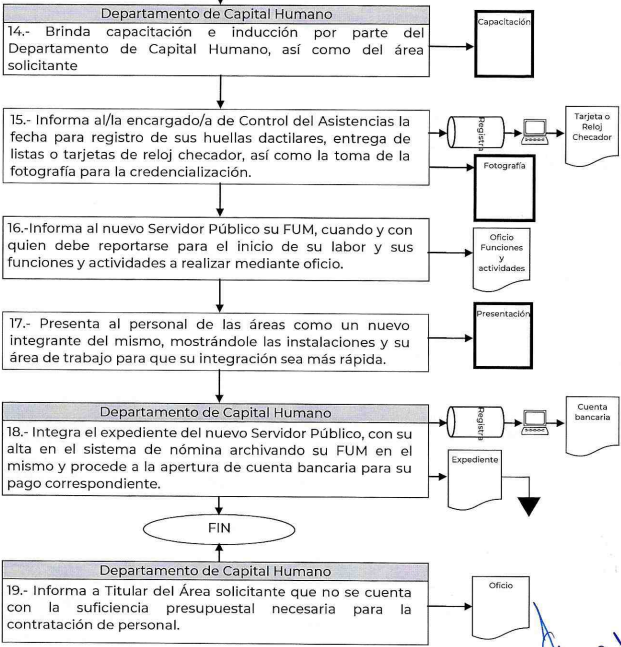 Departamento de Capital Humano
14.- Brinda capacitación e inducción por parte del
Departamento de Capital Humano, así como del área
solicitante
Capacitación
15.- Informa al/la encargado/a de Control del Asistencias la
fecha para registro de sus huellas dactilares, entrega de
listas o tarjetas de reloj checador, así como la toma de la
fotografía para la credencialización.
Registra
Tarjeta o
Reloj
Checador
Fotografía
16.-Informa al nuevo Servidor Público su FUM, cuando y con
quien debe reportarse para el inicio de su labor y sus
funciones y actividades a realizar mediante oficio.
Oficio
Funciones
y
actividades
17.- Presenta al personal de las áreas como un nuevo
integrante del mismo, mostrándole las instalaciones y su
área de trabajo para que su integración sea más rápida.
Presentación
Departamento de Capital Humano
18.- Integra el expediente del nuevo Servidor Público, con su
alta en el sistema de nómina archivando su FUM en el
mismo y procede a la apertura de cuenta bancaria para su
pago correspondiente.
Registra
Cuenta
bancaria
Expediente
FIN
Departamento de Capital Humano
19.- Informa a Titular del Área solicitante que no se cuenta
con la suficiencia presupuestal necesaria para la
contratación de personal.
Oficio